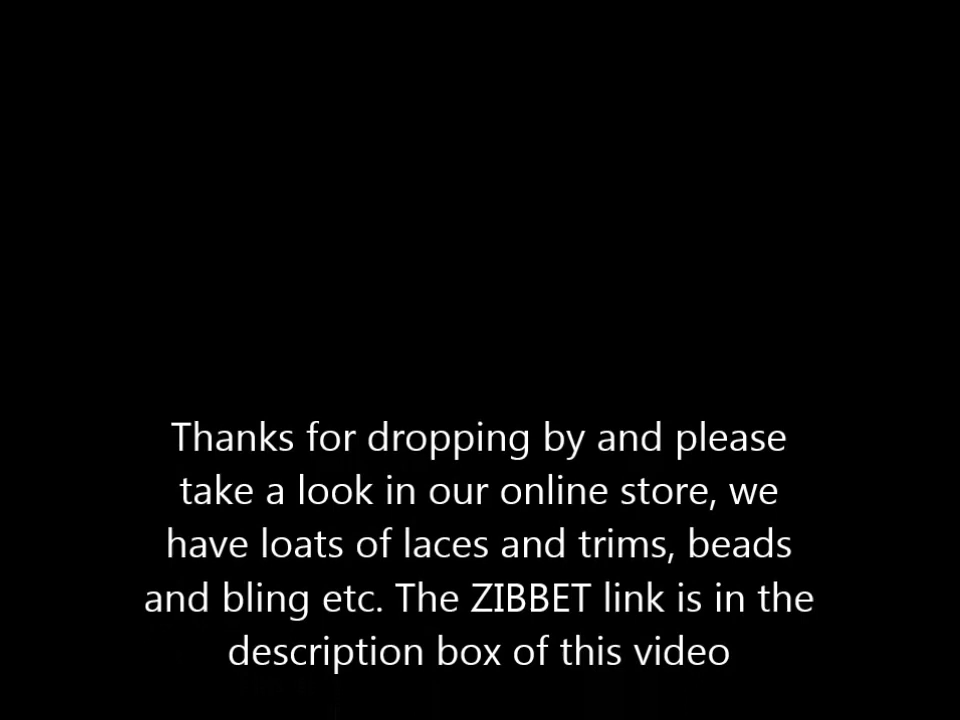 Thanks for dropping by and please
take a look in our online store, we
have loats of laces and trims, beads
and bling etc. The ZIBBET link is in the
description box of this video